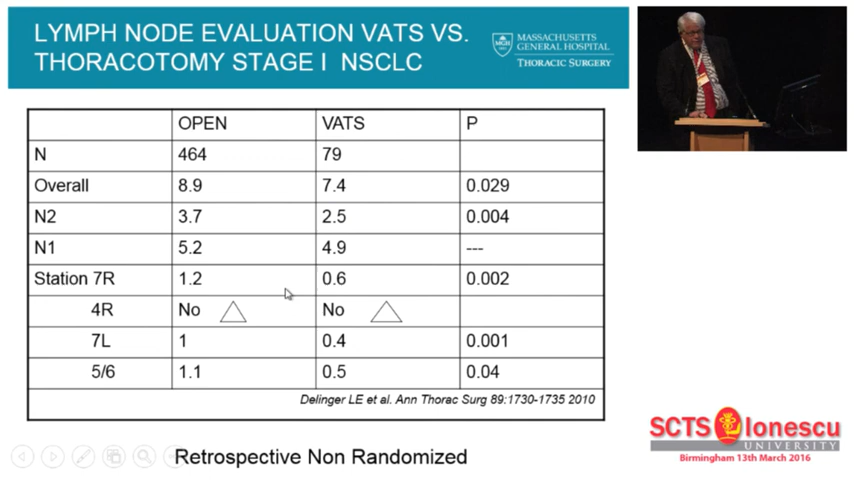 LYMPH NODE EVALUATION VATS VS.
THORACOTOMY STAGE I NSCLC
MASSACHUSETTS
GENERAL HOSPITAL
THORACIC SURGERY
OPEN VATS P
N 464 79
Overall 8.9 7.4 0.029
N2 3.7 2.5 0.004
N1 5.2 4.9 ---
Station 7R 1.2 0.6 0.002
4R No No
7L 1 0.4 0.001
5/6 1.1 0.5 0.04
Delinger LE et al. Ann Thorac Surg 89:1730-1735 2010
Retrospective Non Randomized
SCTS Ionescu
UNIVERSITY
Birmingham 13th March 2016